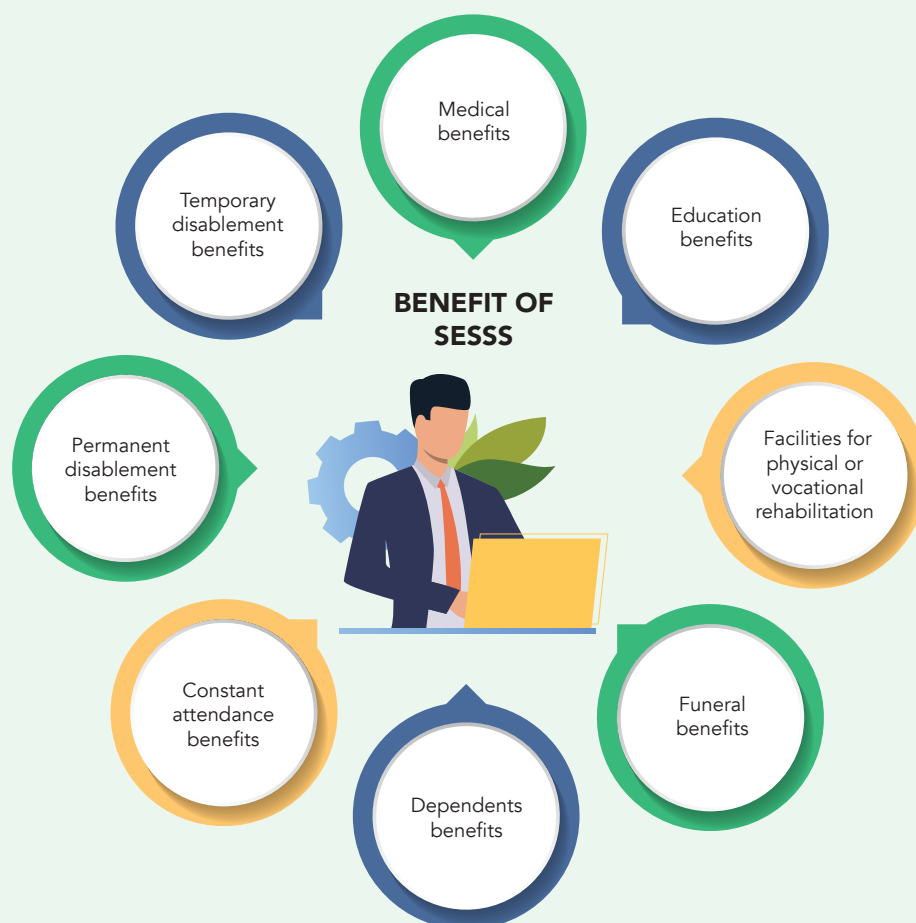 Medical
benefits
Temporary
disablement
benefits
Education
benefits
BENEFIT OF
SESSS
Permanent
disablement
benefits
Facilities for
physical or
vocational
rehabilitation
Constant
attendance
benefits
Funeral
benefits
Dependents
benefits